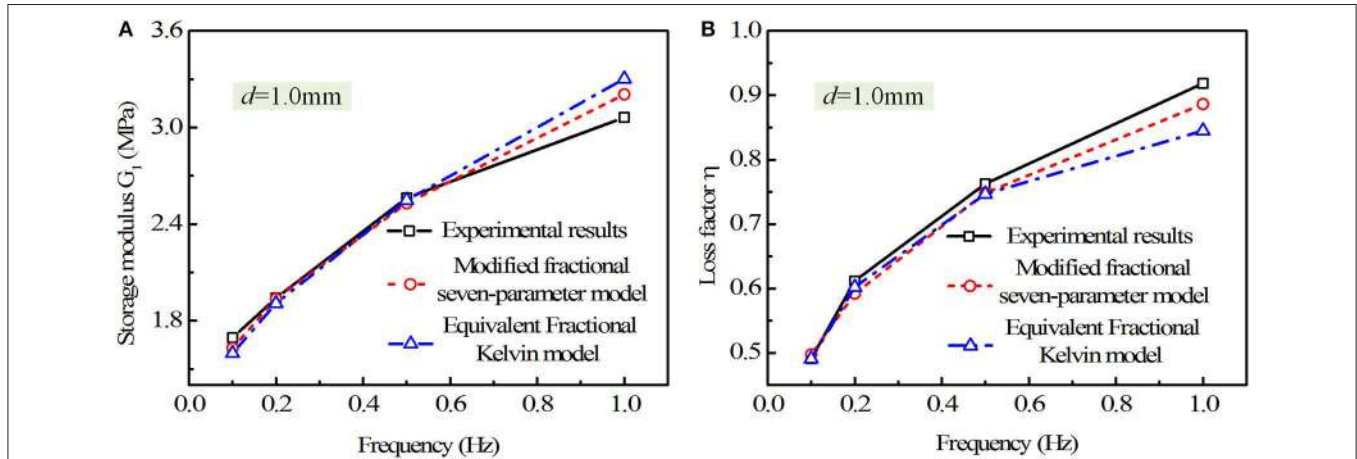 A
3.6
3.0
2.4
1.8
0.0
0.2
0.4
0.6
0.8
1.0
Storage modulus G1 (MPa)
Frequency (Hz)
d=1.0mm
Experimental results
Modified fractional
seven-parameter model
Equivalent Fractional
Kelvin model
B
1.0
0.9
0.8
0.7
0.6
0.5
0.0
0.2
0.4
0.6
0.8
1.0
Loss factor η
Frequency (Hz)
d=1.0mm
Experimental results
Modified fractional
seven-parameter model
Equivalent Fractional
Kelvin model